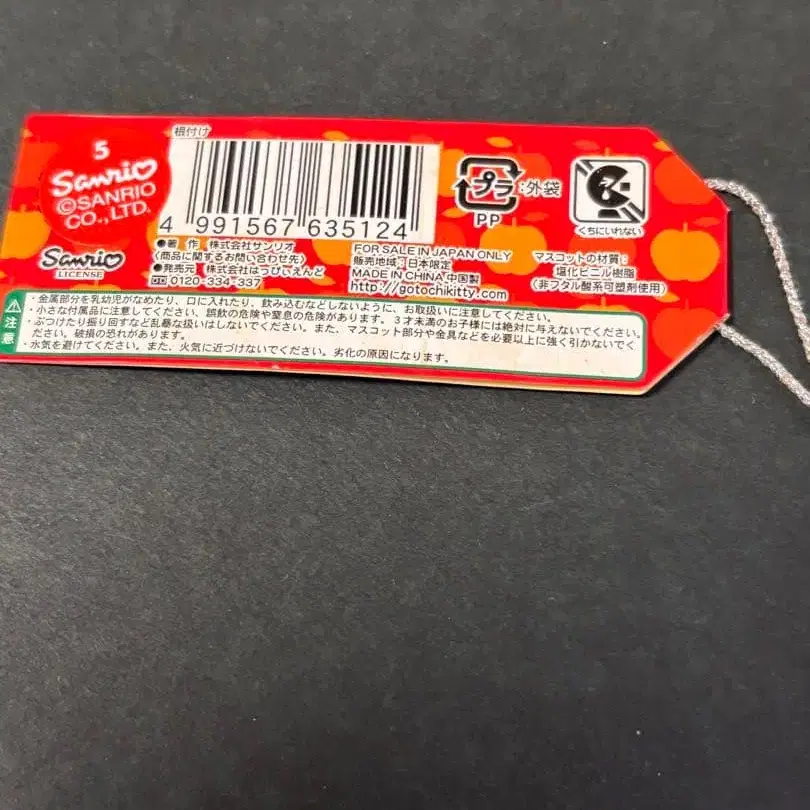 5
Sanrio
©SANRIO
CO.,LTD.
Sanrio
LICENSE
根付け
4 991567 635124
●著 作 株式会社サンリオ
(商品に関するお問い合わせ先)
●発売元 株式会社はっぴいえんど
0120-334-337
プラ:外袋
PP
くちにいれない
FOR SALE IN JAPAN ONLY
販売地域:日本限定
MADE IN CHINA 中国製
http://gotochikitty.com
マスコットの材質:
塩化ビニル樹脂
(非フタル酸系可塑剤使用)
注意
・金属部分を乳幼児がなめたり、口に入れたり、飲み込むなどしないように、お取扱いに注意してください。
・小さな付属品に注意してください、誤飲の危険や窒息の危険があります。3才未満のお子様には絶対に与えないでください。
・ぶつけたり振り回すなど乱暴な扱いはしないでください。また、マスコット部分や金具などを必要以上に強く引かないでく
ださい。破損の恐れがあります。
・水気を避けてください。また、火気に近づけないでください。劣化の原因になります。